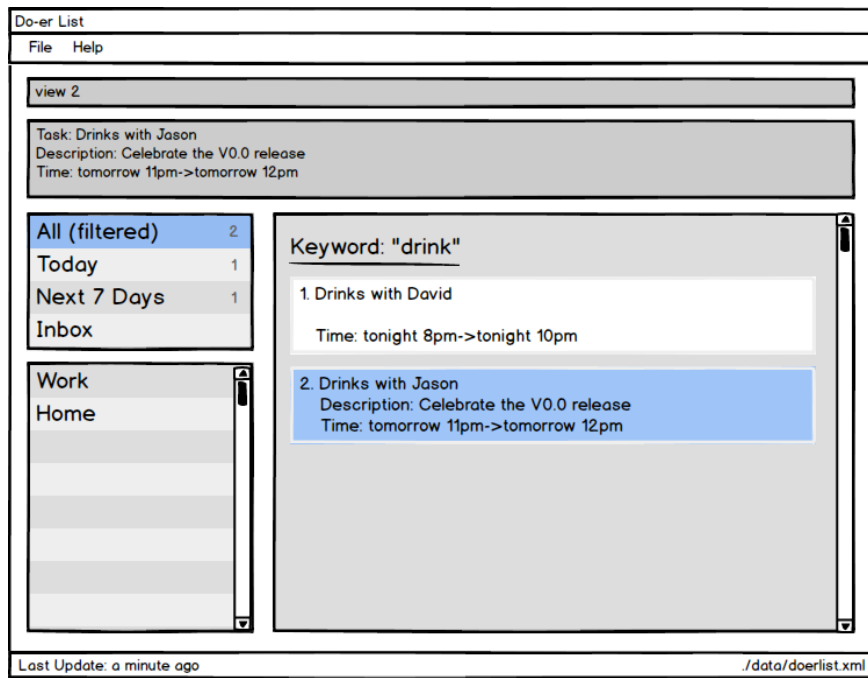 Do-er List
File Help
view 2
Task: Drinks with Jason
Description: Celebrate the V0.0 release
Time: tomorrow 11pm->tomorrow 12pm
All (filtered) 2
Today 1
Next 7 Days 1
Inbox
Work
Home
Keyword: "drink"
1. Drinks with David
Time: tonight 8pm->tonight 10pm
2. Drinks with Jason
Description: Celebrate the V0.0 release
Time: tomorrow 11pm->tomorrow 12pm
Last Update: a minute ago
./data/doerlist.xml